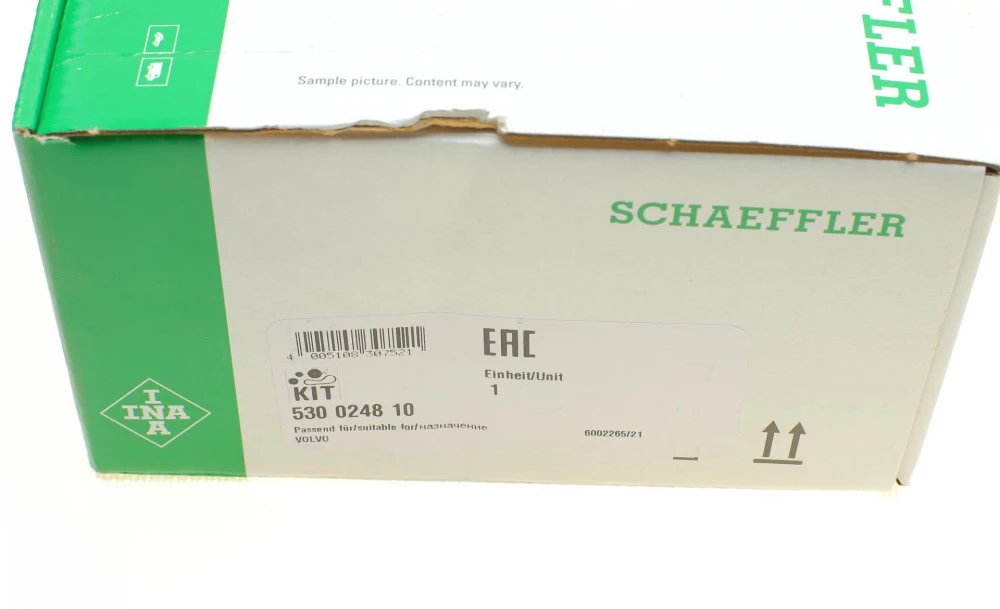 FLER
Sample picture. Content may vary.
SCHAEFFLER
4 005108 307521
EAC
KIT
Einheit/Unit
1
530 0248 10
Passend für/suitable for/назначение
VOLVO
6002265/21
INA
INA